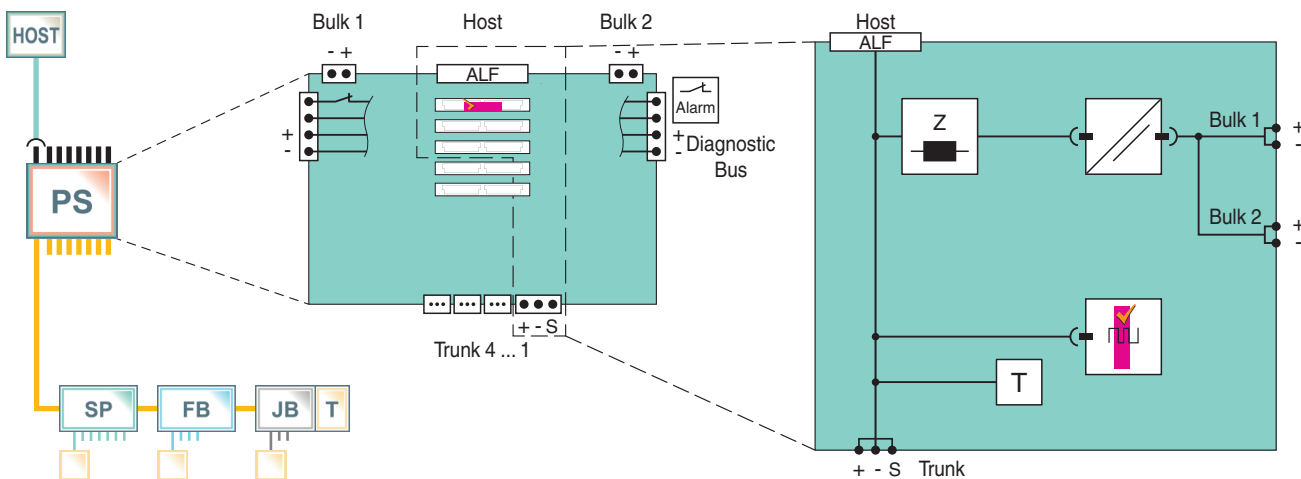 HOST
PS
SP
FB
JB
T
Bulk 1
Host
Bulk 2
- +
ALF
- +
Alarm
+
-
+
-
Diagnostic
Bus
+ - S
Trunk 4 ... 1
Host
ALF
Z
Bulk 1
+
-
Bulk 2
+
-
T
+ - S Trunk